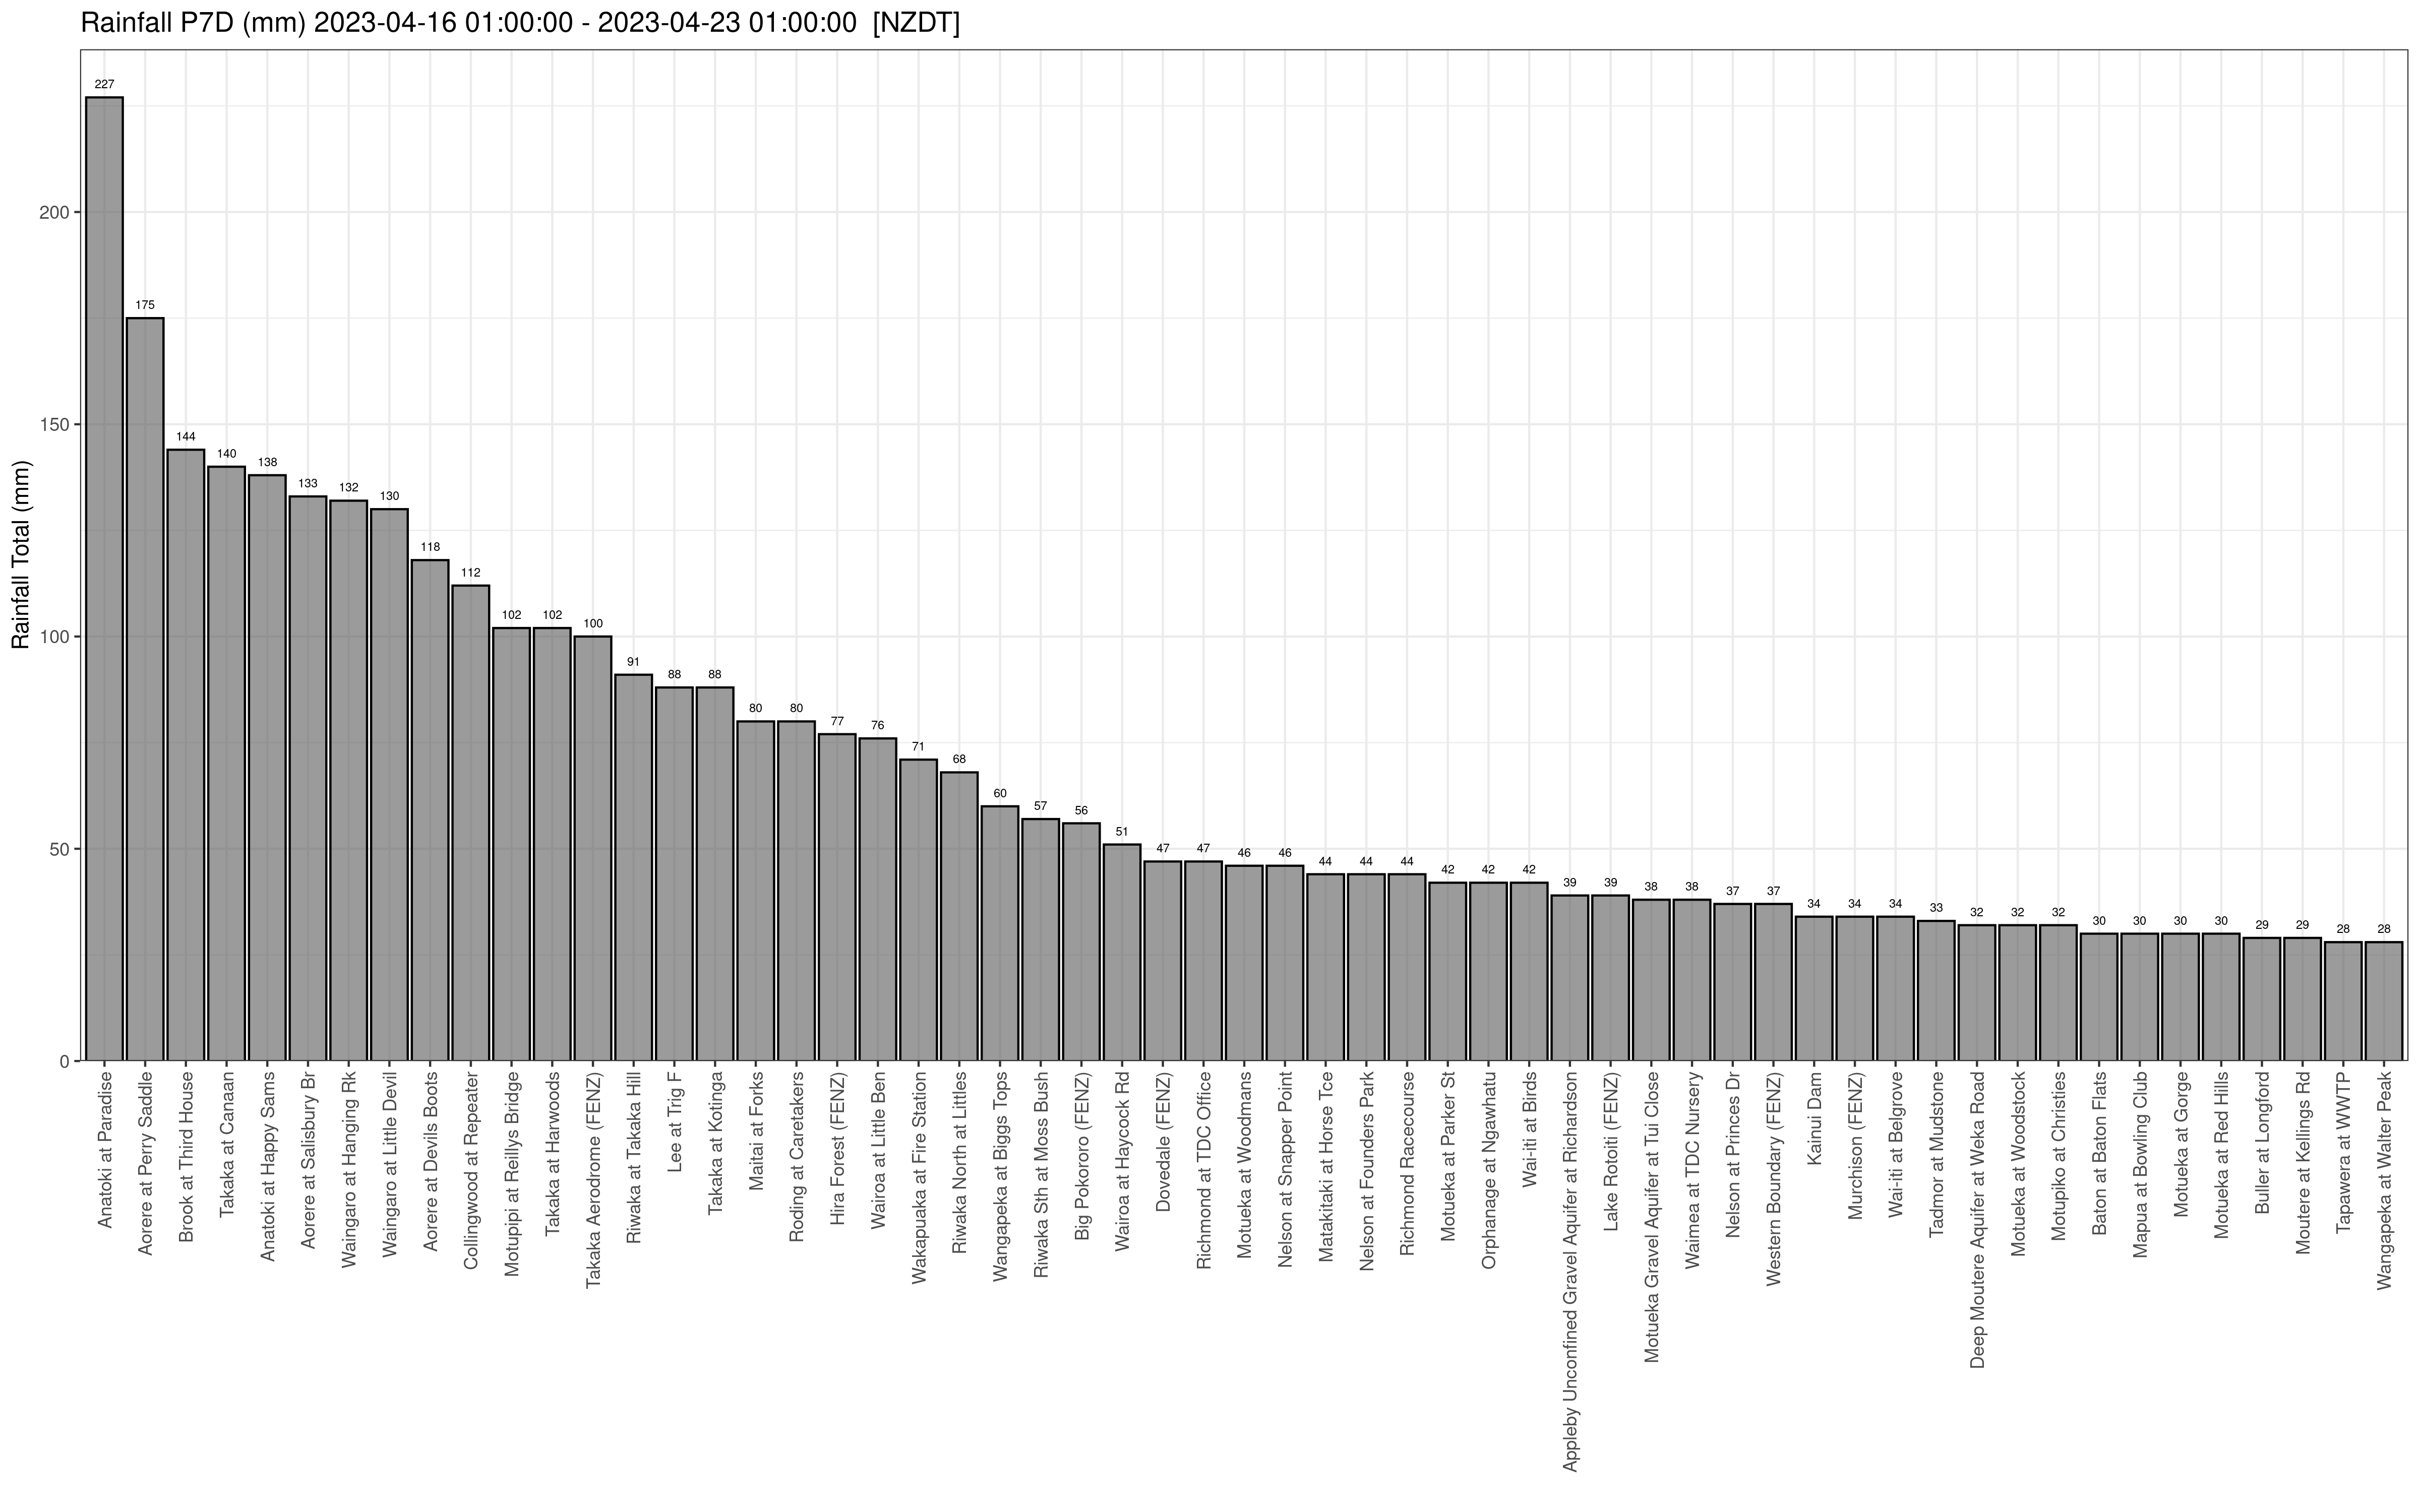 Rainfall P7D (mm) 2023-04-16 01:00:00 - 2023-04-23 01:00:00  [NZDT]
Rainfall Total (mm)
200
150
100
50
0
227
175
144
140
138
133
132
130
118
112
102
102
100
91
88
88
80
80
77
76
71
68
60
57
56
51
47
47
46
46
44
44
44
42
42
42
39
39
38
38
37
37
34
34
34
33
32
32
32
30
30
30
30
29
29
28
28
Anatoki at Paradise
Aorere at Perry Saddle
Brook at Third House
Takaka at Canaan
Anatoki at Happy Sams
Aorere at Salisbury Br
Waingaro at Hanging Rk
Waingaro at Little Devil
Aorere at Devils Boots
Collingwood at Repeater
Motupipi at Reillys Bridge
Takaka at Harwoods
Takaka Aerodrome (FENZ)
Riwaka at Takaka Hill
Lee at Trig F
Takaka at Kotinga
Maitai at Forks
Roding at Caretakers
Hira Forest (FENZ)
Wairoa at Little Ben
Wakapuaka at Fire Station
Riwaka North at Littles
Wangapeka at Biggs Tops
Riwaka Sth at Moss Bush
Big Pokororo (FENZ)
Wairoa at Haycock Rd
Dovedale (FENZ)
Richmond at TDC Office
Motueka at Woodmans
Nelson at Snapper Point
Matakitaki at Horse Tce
Nelson at Founders Park
Richmond Racecourse
Motueka at Parker St
Orphanage at Ngawhatu
Wai-iti at Birds
Appleby Unconfined Gravel Aquifer at Richardson
Lake Rotoiti (FENZ)
Motueka Gravel Aquifer at Tui Close
Waimea at TDC Nursery
Nelson at Princes Dr
Western Boundary (FENZ)
Kainui Dam
Murchison (FENZ)
Wai-iti at Belgrove
Tadmor at Mudstone
Deep Moutere Aquifer at Weka Road
Motueka at Woodstock
Motupiko at Christies
Baton at Baton Flats
Mapua at Bowling Club
Motueka at Gorge
Motueka at Red Hills
Buller at Longford
Moutere at Kellings Rd
Tapawera at WWTP
Wangapeka at Walter Peak